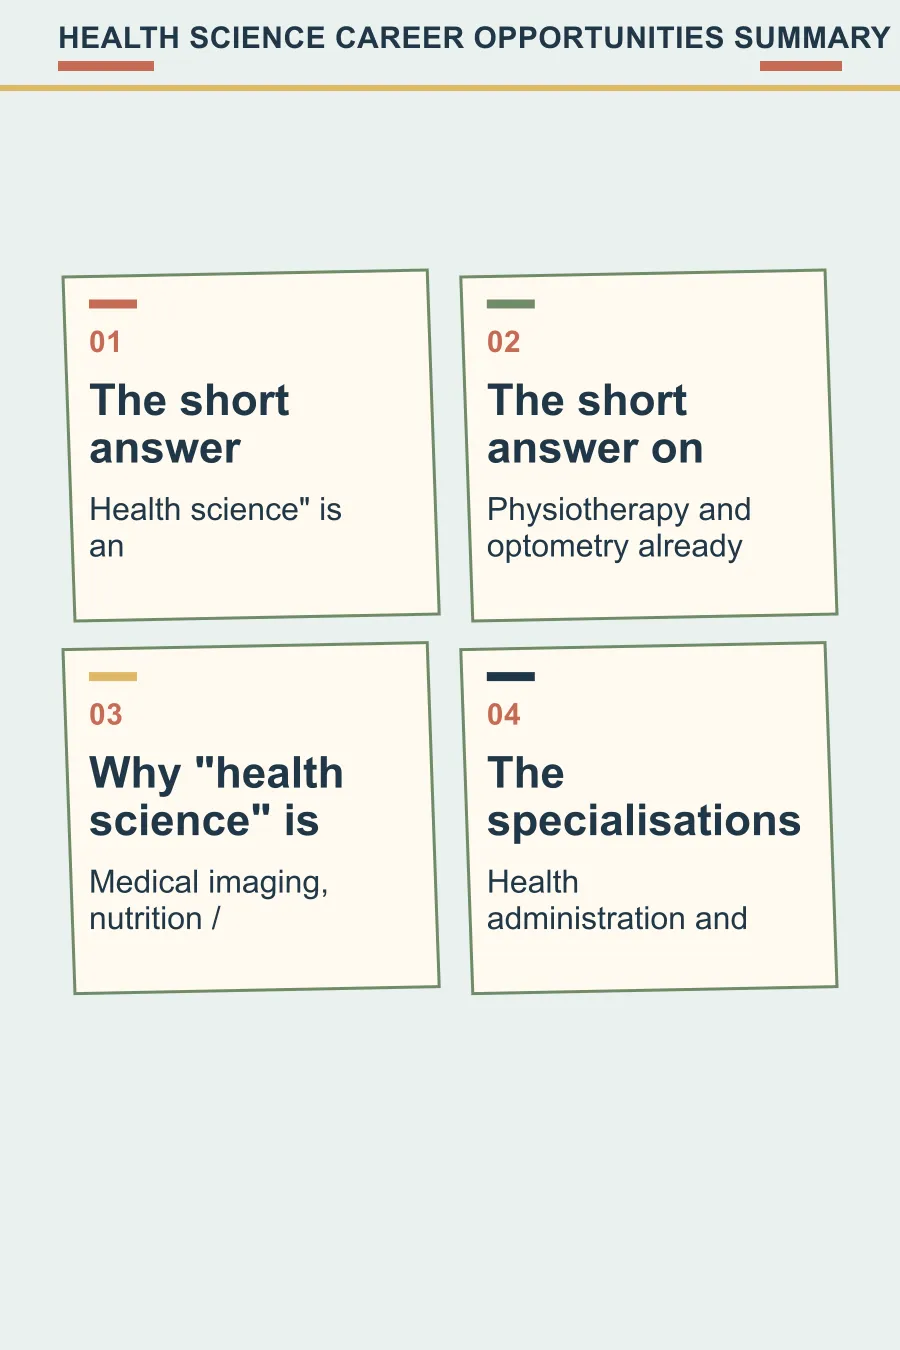 HEALTH SCIENCE CAREER OPPORTUNITIES SUMMARY
01
The short
answer
Health science" is
an
02
The short
answer on
Physiotherapy and
optometry already
03
Why "health
science" is
Medical imaging,
nutrition /
04
The
specialisations
Health
administration and